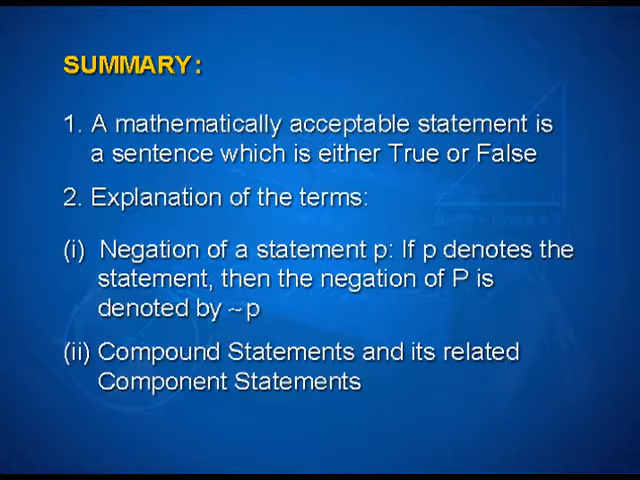 SUMMARY:
1. A mathematically acceptable statement is
a sentence which is either True or False
2. Explanation of the terms:
(i) Negation of a statement p: If p denotes the
statement, then the negation of P is
denoted by ~p
(ii) Compound Statements and its related
Component Statements